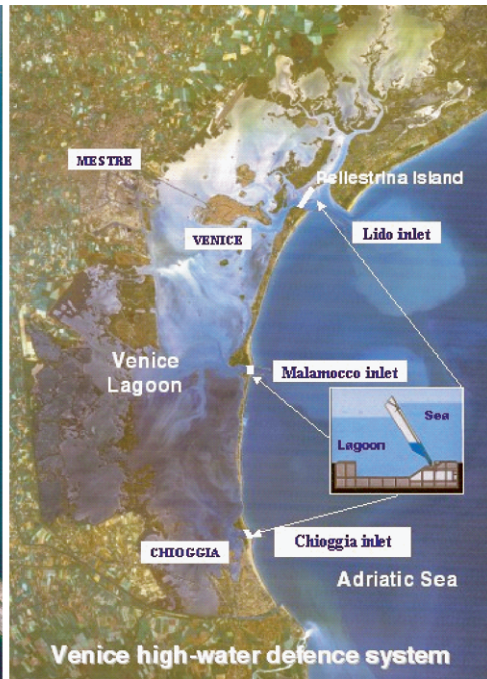 MESTRE
Pellestrina Island
VENICE
Lido inlet
Venice
Lagoon
Malamocco inlet
Sea
Lagoon
CHIOGGIA
Chioggia inlet
Adriatic Sea
Venice high-water defence system